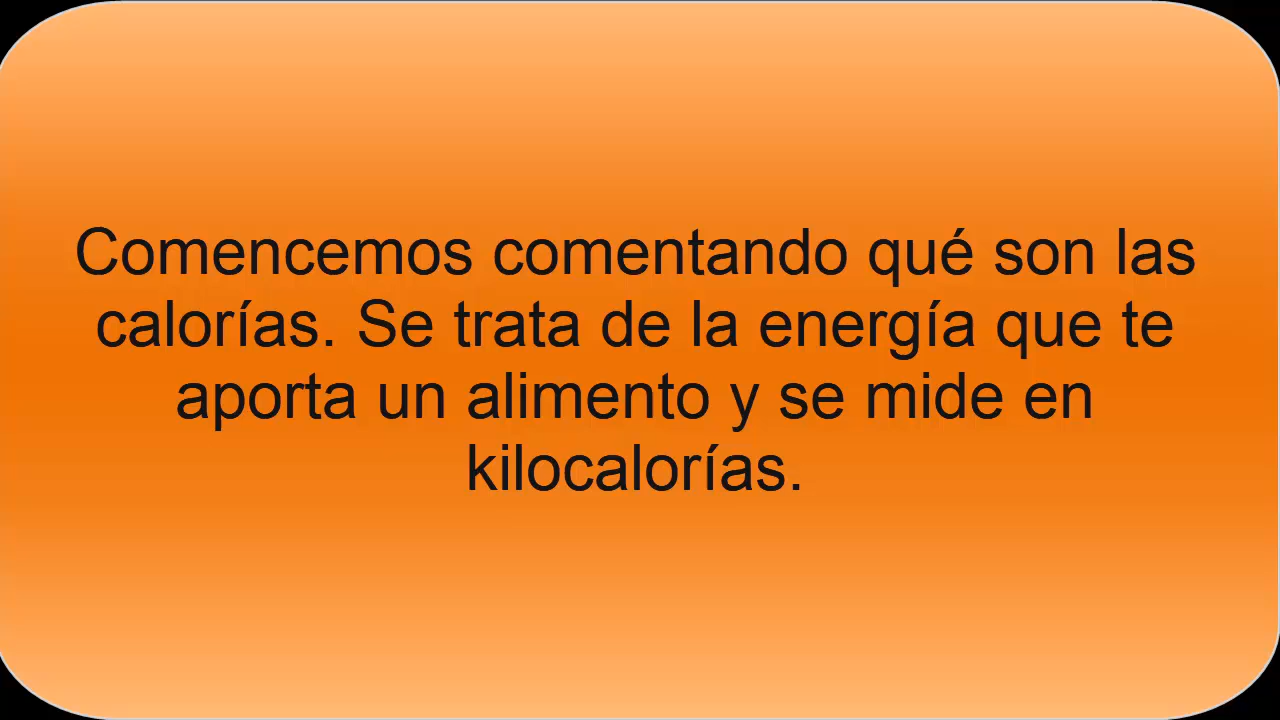 Comencemos comentando qué son las
calorías. Se trata de la energía que te
aporta un alimento y se mide en
kilocalorías.